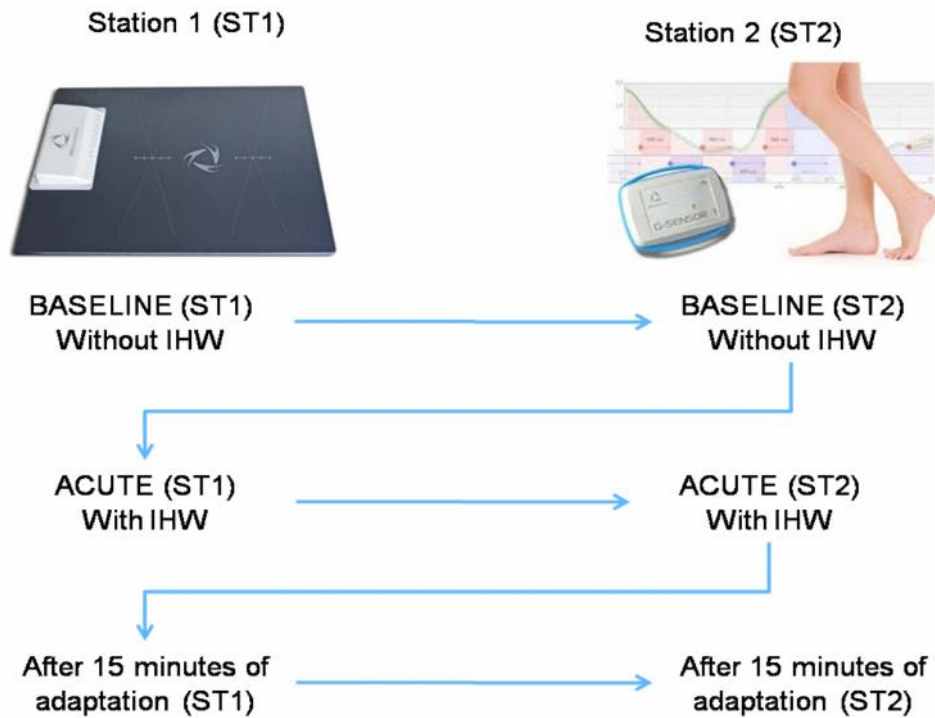 Station 1 (ST1)
Station 2 (ST2)
G-SENSOR 1
BASELINE (ST1)
Without IHW
BASELINE (ST2)
Without IHW
ACUTE (ST1)
With IHW
ACUTE (ST2)
With IHW
After 15 minutes of
adaptation (ST1)
After 15 minutes of
adaptation (ST2)